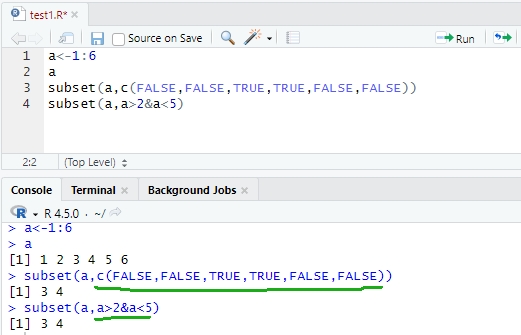 test1.R*
Source on Save
Run
1 a<-1:6
2 a
3 subset(a,c(FALSE,FALSE,TRUE,TRUE,FALSE,FALSE))
4 subset(a,a>2&a<5)
2:2 (Top Level)
Console Terminal Background Jobs
R 4.5.0 · ~/
> a<-1:6
> a
[1] 1 2 3 4 5 6
> subset(a,c(FALSE,FALSE,TRUE,TRUE,FALSE,FALSE))
[1] 3 4
> subset(a,a>2&a<5)
[1] 3 4